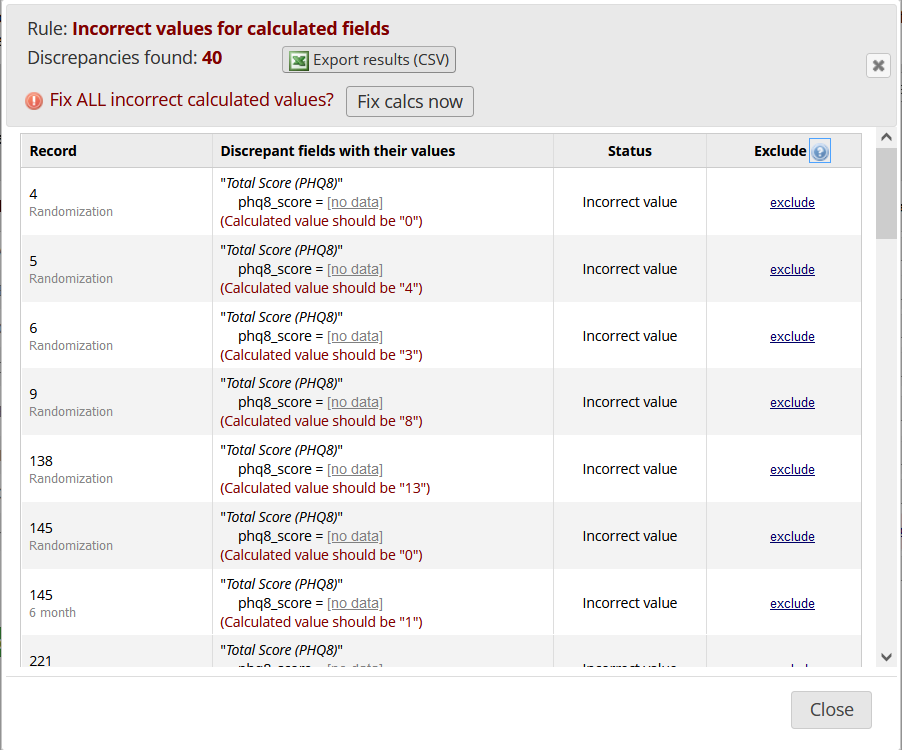 Rule: Incorrect values for calculated fields
Discrepancies found: 40
Export results (CSV)
Fix ALL incorrect calculated values?
Fix calcs now
Record
Discrepant fields with their values
Status
Exclude ?
4
Randomization
"Total Score (PHQ8)"
phq8_score = [no data]
(Calculated value should be "0")
Incorrect value
exclude
5
Randomization
"Total Score (PHQ8)"
phq8_score = [no data]
(Calculated value should be "4")
Incorrect value
exclude
6
Randomization
"Total Score (PHQ8)"
phq8_score = [no data]
(Calculated value should be "3")
Incorrect value
exclude
9
Randomization
"Total Score (PHQ8)"
phq8_score = [no data]
(Calculated value should be "8")
Incorrect value
exclude
138
Randomization
"Total Score (PHQ8)"
phq8_score = [no data]
(Calculated value should be "13")
Incorrect value
exclude
145
Randomization
"Total Score (PHQ8)"
phq8_score = [no data]
(Calculated value should be "0")
Incorrect value
exclude
145
6 month
"Total Score (PHQ8)"
phq8_score = [no data]
(Calculated value should be "1")
Incorrect value
exclude
221
"Total Score (PHQ8)"
Close